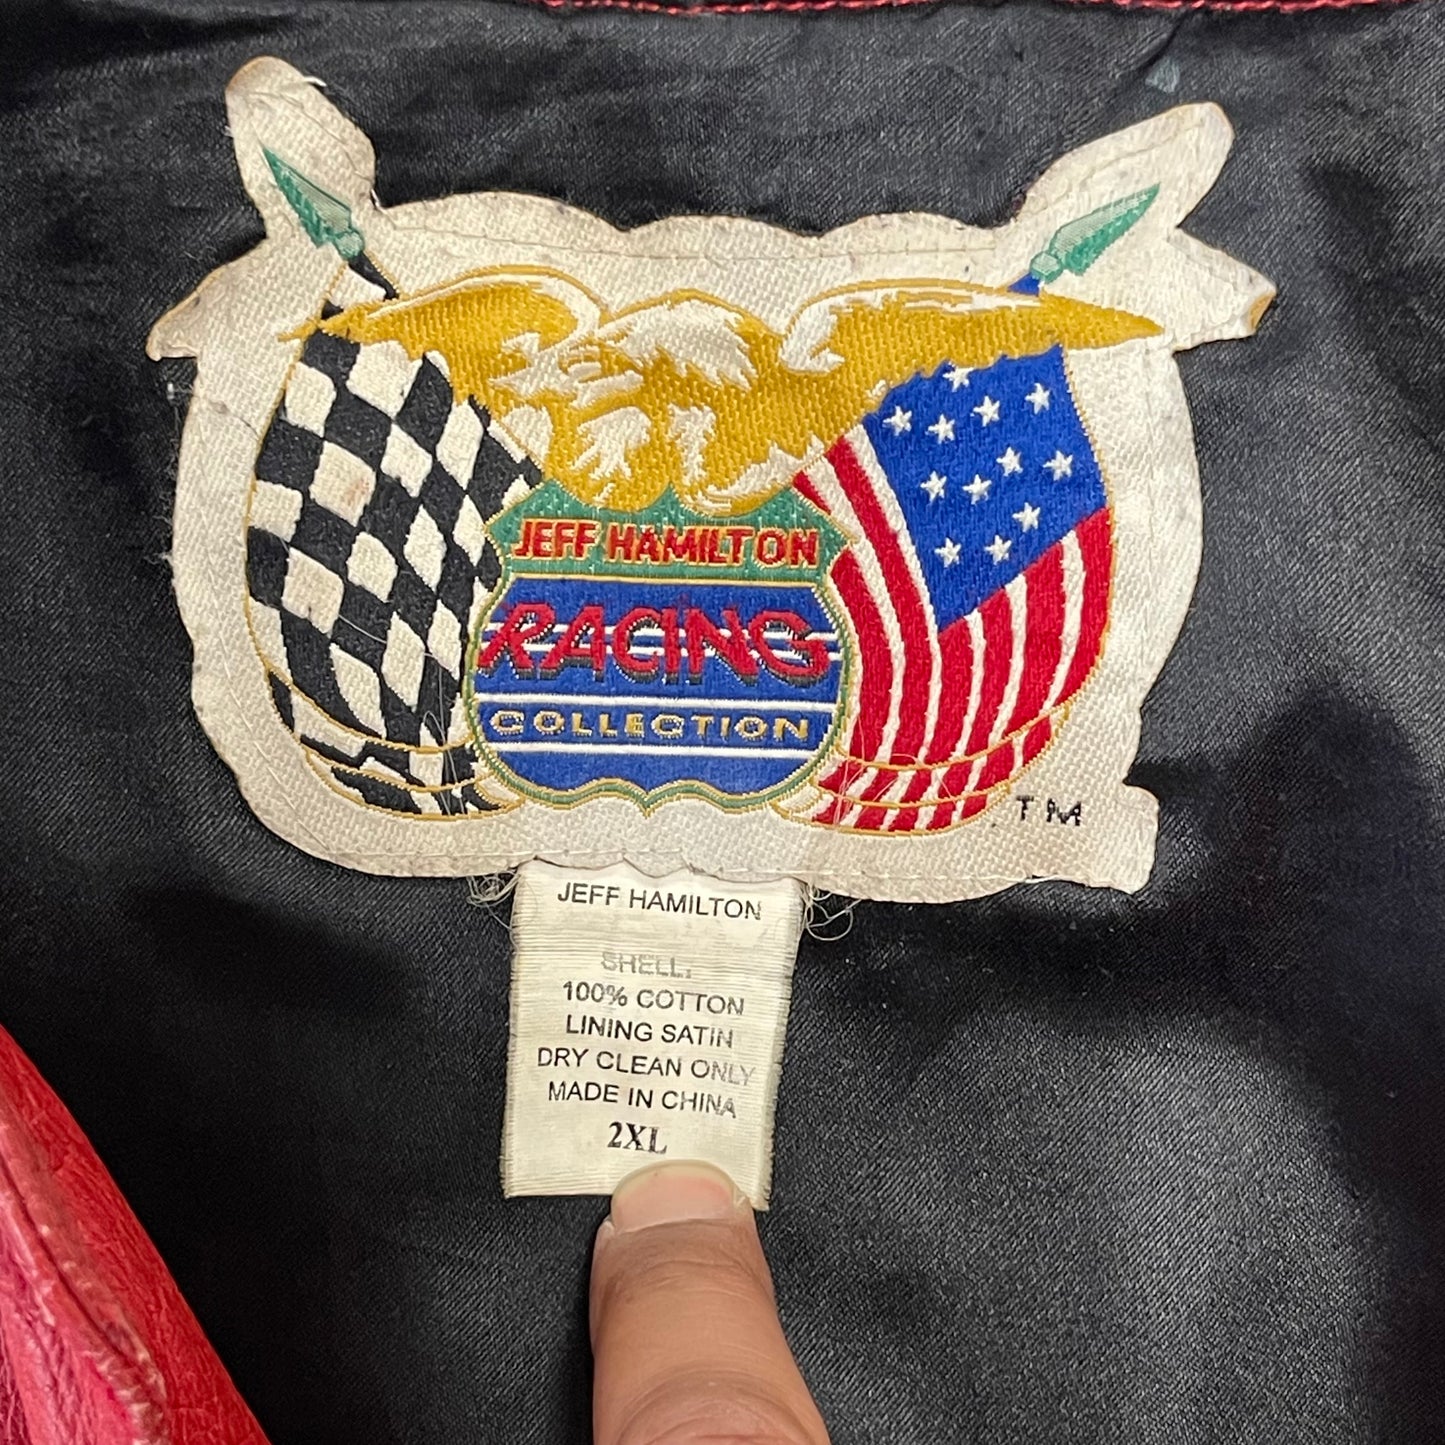 JEFF HAMILTON
RACING
COLLECTION
TM
JEFF HAMILTON
SHELL:
100% COTTON
LINING SATIN
DRY CLEAN ONLY
MADE IN CHINA
2XL